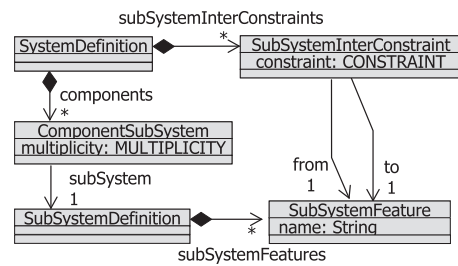 subSystemInterConstraints
SystemDefinition
*
SubSystemInterConstraint
constraint: CONSTRAINT
components
*
ComponentSubSystem
multiplicity: MULTIPLICITY
from
1
to
1
subSystem
1
SubSystemDefinition
*
SubSystemFeature
name: String
subSystemFeatures